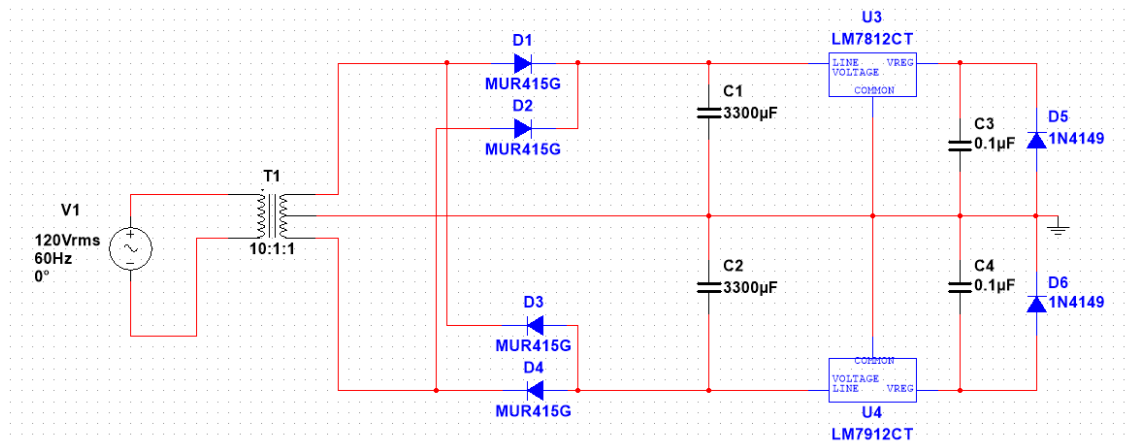 U3
LM7812CT
LINE VREG
VOLTAGE
COMMON
D1
MUR415G
D2
MUR415G
C1
3300µF
C3
0.1µF
D5
1N4149
T1
10:1:1
V1
120Vrms
60Hz
0°
C2
3300µF
C4
0.1µF
D6
1N4149
D3
MUR415G
D4
MUR415G
COMMON
VOLTAGE
LINE VREG
U4
LM7912CT